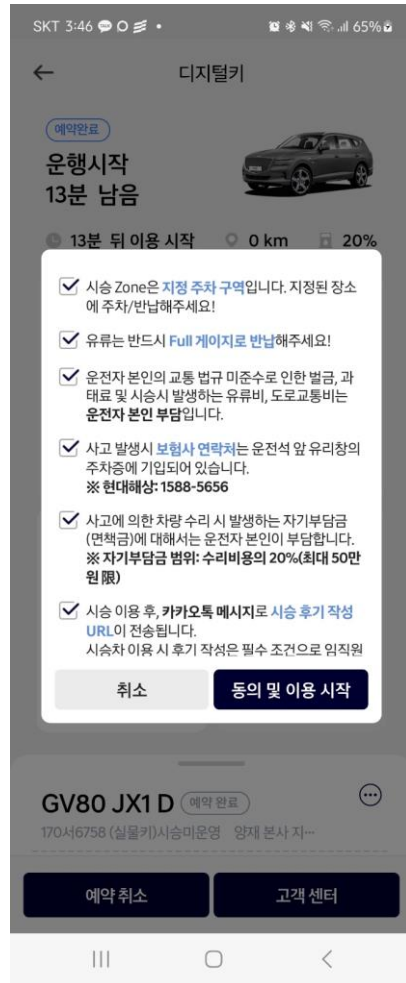 SKT 3:46
65%
디지털키
예약완료
운행시작
13분 남음
13분 뒤 이용 시작
0 km
20%
시승 Zone은 지정 주차 구역입니다. 지정된 장소
에 주차/반납해주세요!
유류는 반드시 Full 게이지로 반납해주세요!
운전자 본인의 교통 법규 미준수로 인한 벌금, 과
태료 및 시승시 발생하는 유류비, 도로교통비는
운전자 본인 부담입니다.
사고 발생시 보험사 연락처는 운전석 앞 유리창의
주차증에 기입되어 있습니다.
※ 현대해상: 1588-5656
사고에 의한 차량 수리 시 발생하는 자기부담금
(면책금)에 대해서는 운전자 본인이 부담합니다.
※ 자기부담금 범위: 수리비용의 20%(최대 50만
원 限)
시승 이용 후, 카카오톡 메시지로 시승 후기 작성
URL이 전송됩니다.
시승차 이용 시 후기 작성은 필수 조건으로 임직원
취소
동의 및 이용 시작
GV80 JX1 D
예약 완료
170서6758 (실물키)시승미운영 양재 본사 지…
예약 취소
고객 센터